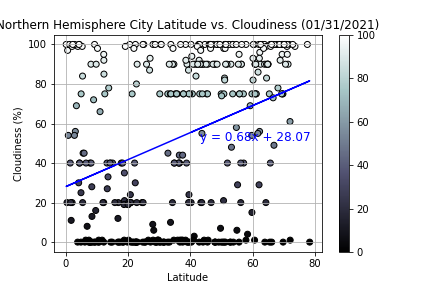 Northern Hemisphere City Latitude vs. Cloudiness (01/31/2021)
100
80
60
40
20
0
Cloudiness (%)
y = 0.68x + 28.07
0 20 40 60 80
Latitude
100
80
60
40
20
0